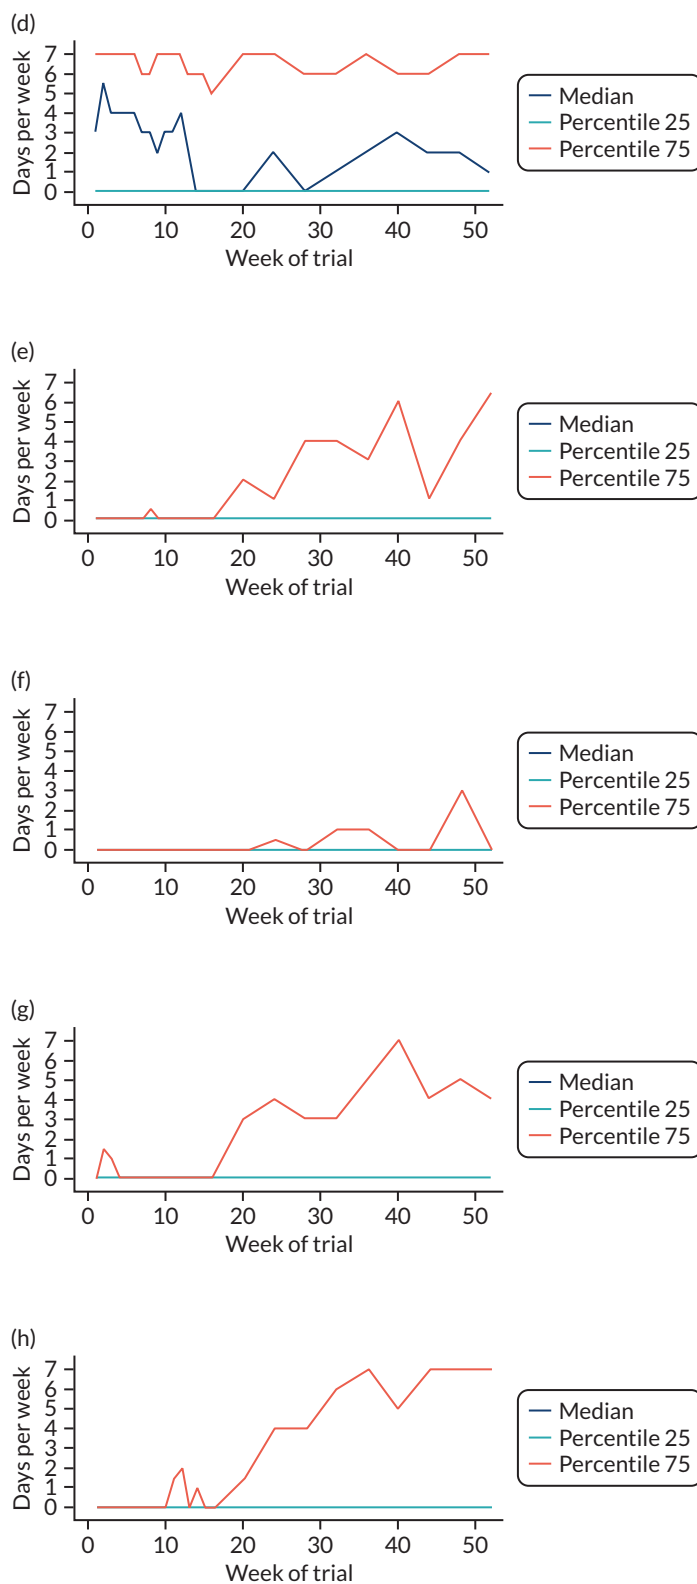 (d)
7
6
5
4
3
2
1
0
Days per week
0 10 20 30 40 50
Week of trial
Median
Percentile 25
Percentile 75
(e)
7
6
5
4
3
2
1
0
Days per week
0 10 20 30 40 50
Week of trial
Median
Percentile 25
Percentile 75
(f)
7
6
5
4
3
2
1
0
Days per week
0 10 20 30 40 50
Week of trial
Median
Percentile 25
Percentile 75
(g)
7
6
5
4
3
2
1
0
Days per week
0 10 20 30 40 50
Week of trial
Median
Percentile 25
Percentile 75
(h)
7
6
5
4
3
2
1
0
Days per week
0 10 20 30 40 50
Week of trial
Median
Percentile 25
Percentile 75